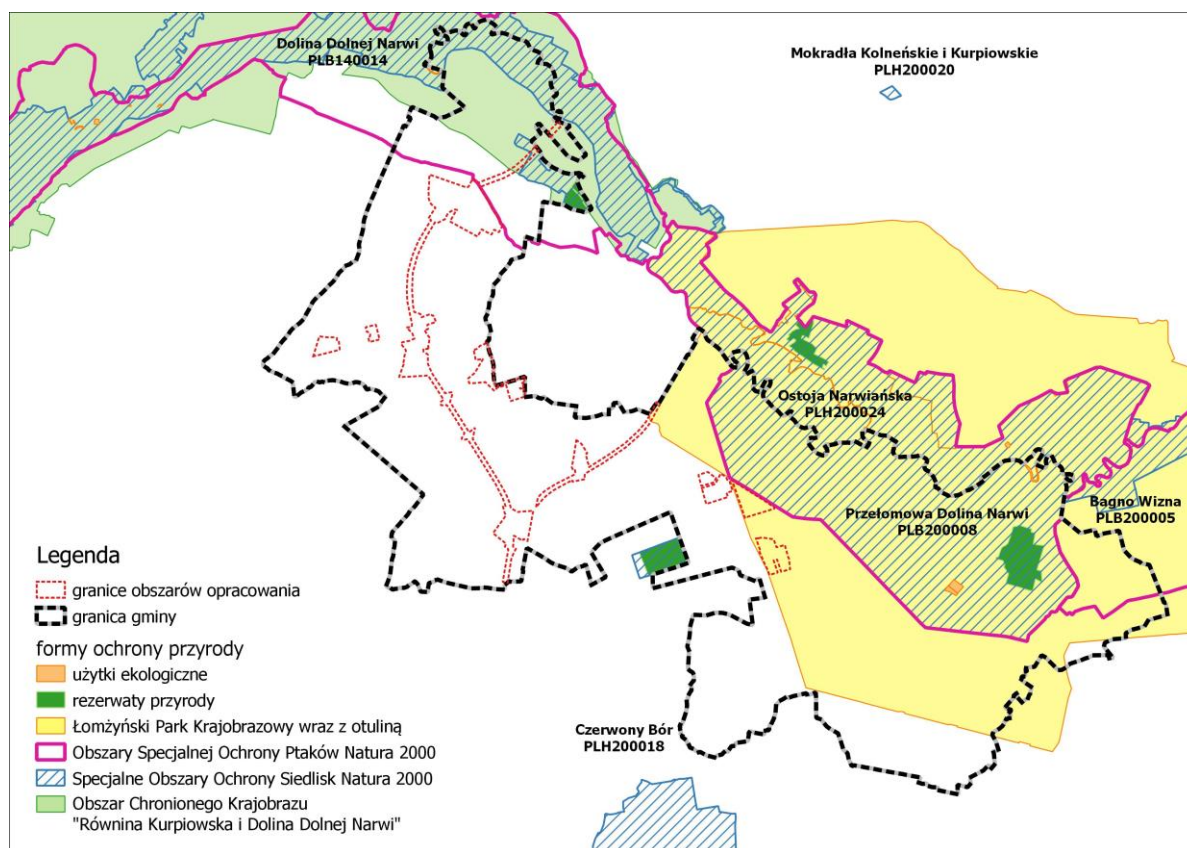 Dolina Dolnej Narwi
PLB140014
Mokradła Kolneńskie i Kurpiowskie
PLH200020
Ostoja Narwiańska
PLH200024
Przełomowa Dolina Narwi
PLB200008
Bagno Wizna
PLB200005
Czerwony Bór
PLH200018
Legenda
granice obszarów opracowania
granica gminy
formy ochrony przyrody
użytki ekologiczne
rezerwaty przyrody
Łomżyński Park Krajobrazowy wraz z otuliną
Obszary Specjalnej Ochrony Ptaków Natura 2000
Specjalne Obszary Ochrony Siedlisk Natura 2000
Obszar Chronionego Krajobrazu
"Równina Kurpiowska i Dolina Dolnej Narwi"